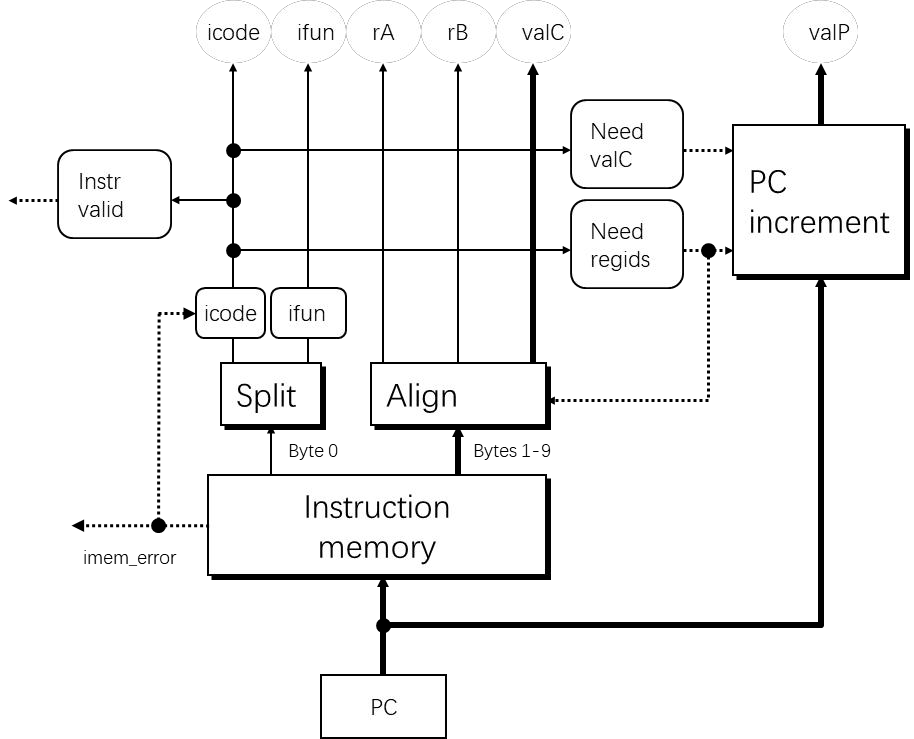 icode
ifun
rA
rB
valC
valP
Need
valC
Instr
valid
PC
increment
Need
regids
icode
ifun
Split
Align
Byte 0
Bytes 1-9
Instruction
memory
imem_error
PC